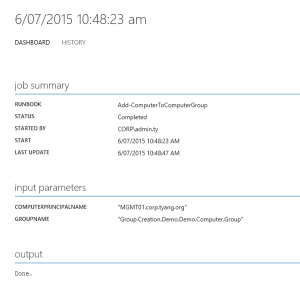 6/07/2015 10:48:23 am
DASHBOARD HISTORY
job summary
RUNBOOK Add-ComputerToComputerGroup
STATUS Completed
STARTED BY CORP\admin.ty
START 6/07/2015 10:48:23 AM
LAST UPDATE 6/07/2015 10:48:47 AM
input parameters
COMPUTERPRINCIPALNAME "MGMT01.corp.tyang.org"
GROUPNAME "Group.Creation.Demo.Demo.Computer.Group"
output
Done.